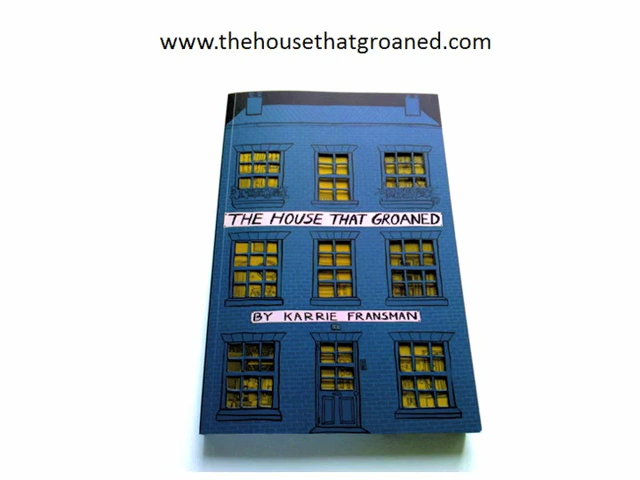 www.thehousethatgroaned.com
THE HOUSE THAT GROANED
BY KARRIE FRANSMAN